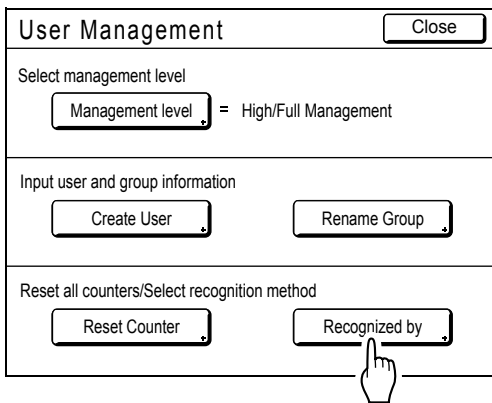 User Management Close
Select management level
Management level = High/Full Management
Input user and group information
Create User Rename Group
Reset all counters/Select recognition method
Reset Counter Recognized by